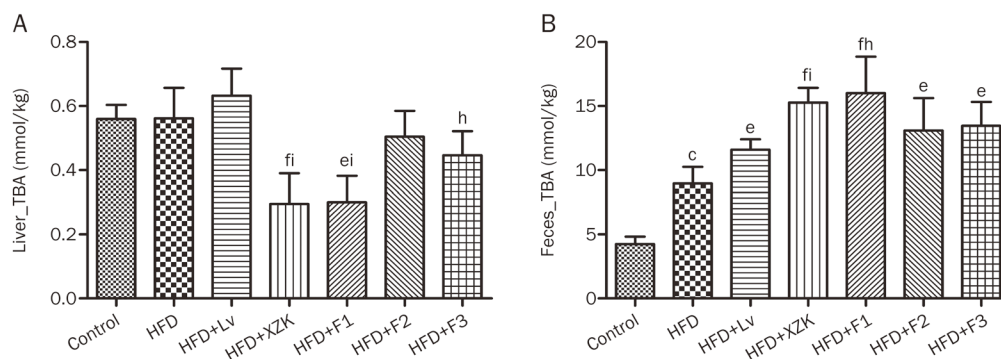 A
Liver_TBA (mmol/kg)
0.8
0.6
0.4
0.2
0.0
fi
ei
h
Control
HFD
HFD+Lv
HFD+XZK
HFD+F1
HFD+F2
HFD+F3
B
Feces_TBA (mmol/kg)
20
15
10
5
0
c
e
fi
fh
e
e
Control
HFD
HFD+Lv
HFD+XZK
HFD+F1
HFD+F2
HFD+F3